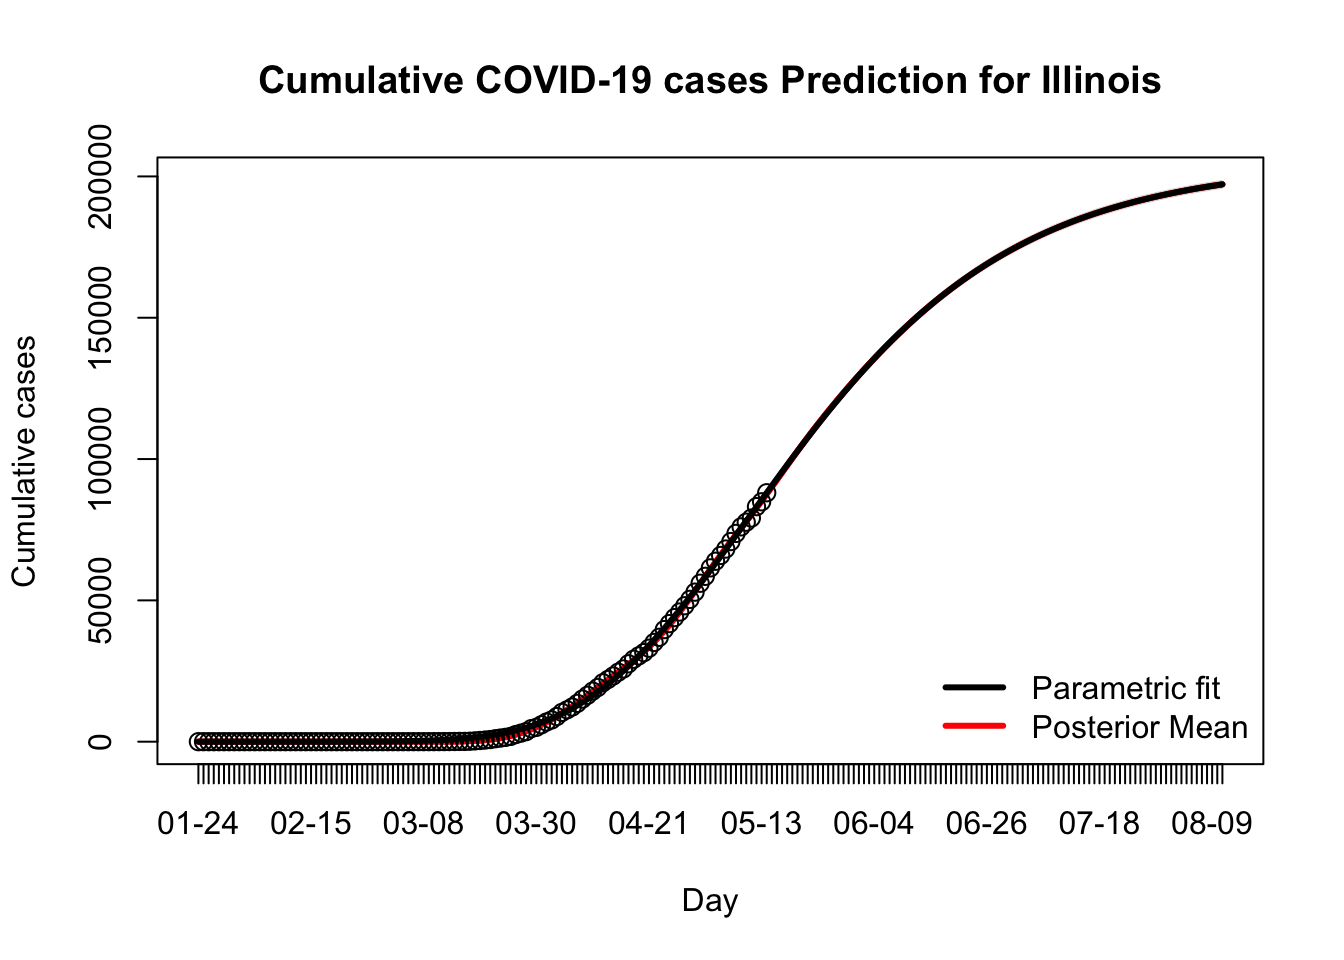 Cumulative COVID-19 cases Prediction for Illinois
Cumulative cases
200000
150000
100000
50000
0
Parametric fit
Posterior Mean
01-24 02-15 03-08 03-30 04-21 05-13 06-04 06-26 07-18 08-09
Day